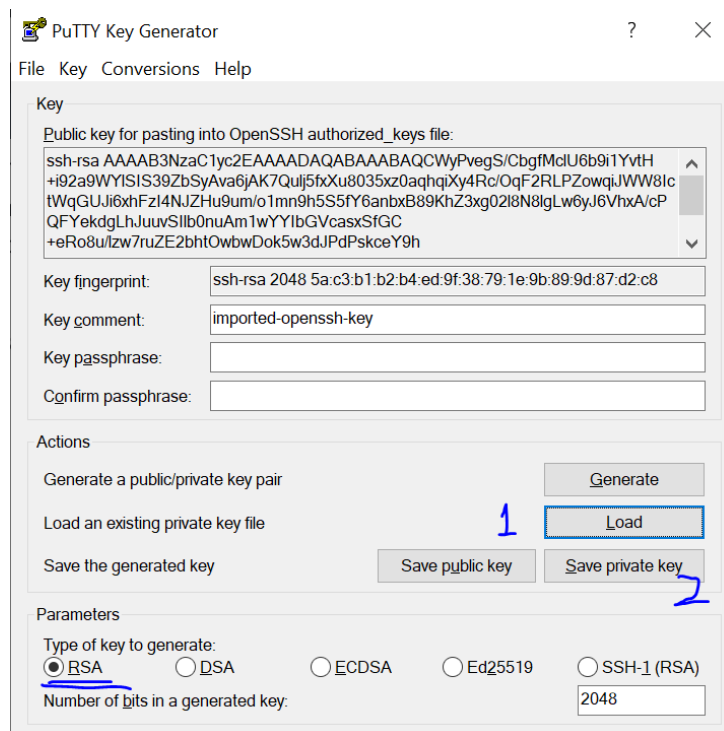 PuTTY Key Generator ?
File Key Conversions Help
Key
Public key for pasting into OpenSSH authorized_keys file:
ssh-rsa AAAAB3NzaC1yc2EAAAADAQABAAABAQCWyPvegS/CbgfMclU6b9i1YvtH
+i92a9WYISIS39ZbSyAva6jAK7Qulj5fxXu8035xz0aqhqiXy4Rc/OqF2RLPZowqiJWW8Ic
tWqGUJi6xhFzI4NJZHu9um/o1mn9h5S5fY6anbxB89KhZ3xg02l8N8lgLw6yJ6VhxA/cP
QFYekdgLhJuuvSIlb0nuAm1wYYIbGVcasxSfGC
+eRo8u/lzw7ruZE2bhtOwbwDok5w3dJPdPskceY9h
Key fingerprint: ssh-rsa 2048 5a:c3:b1:b2:b4:ed:9f:38:79:1e:9b:89:9d:87:d2:c8
Key comment: imported-openssh-key
Key passphrase:
Confirm passphrase:
Actions
Generate a public/private key pair Generate
Load an existing private key file 1 Load
Save the generated key Save public key Save private key 2
Parameters
Type of key to generate:
RSA DSA ECDSA Ed25519 SSH-1 (RSA)
Number of bits in a generated key: 2048